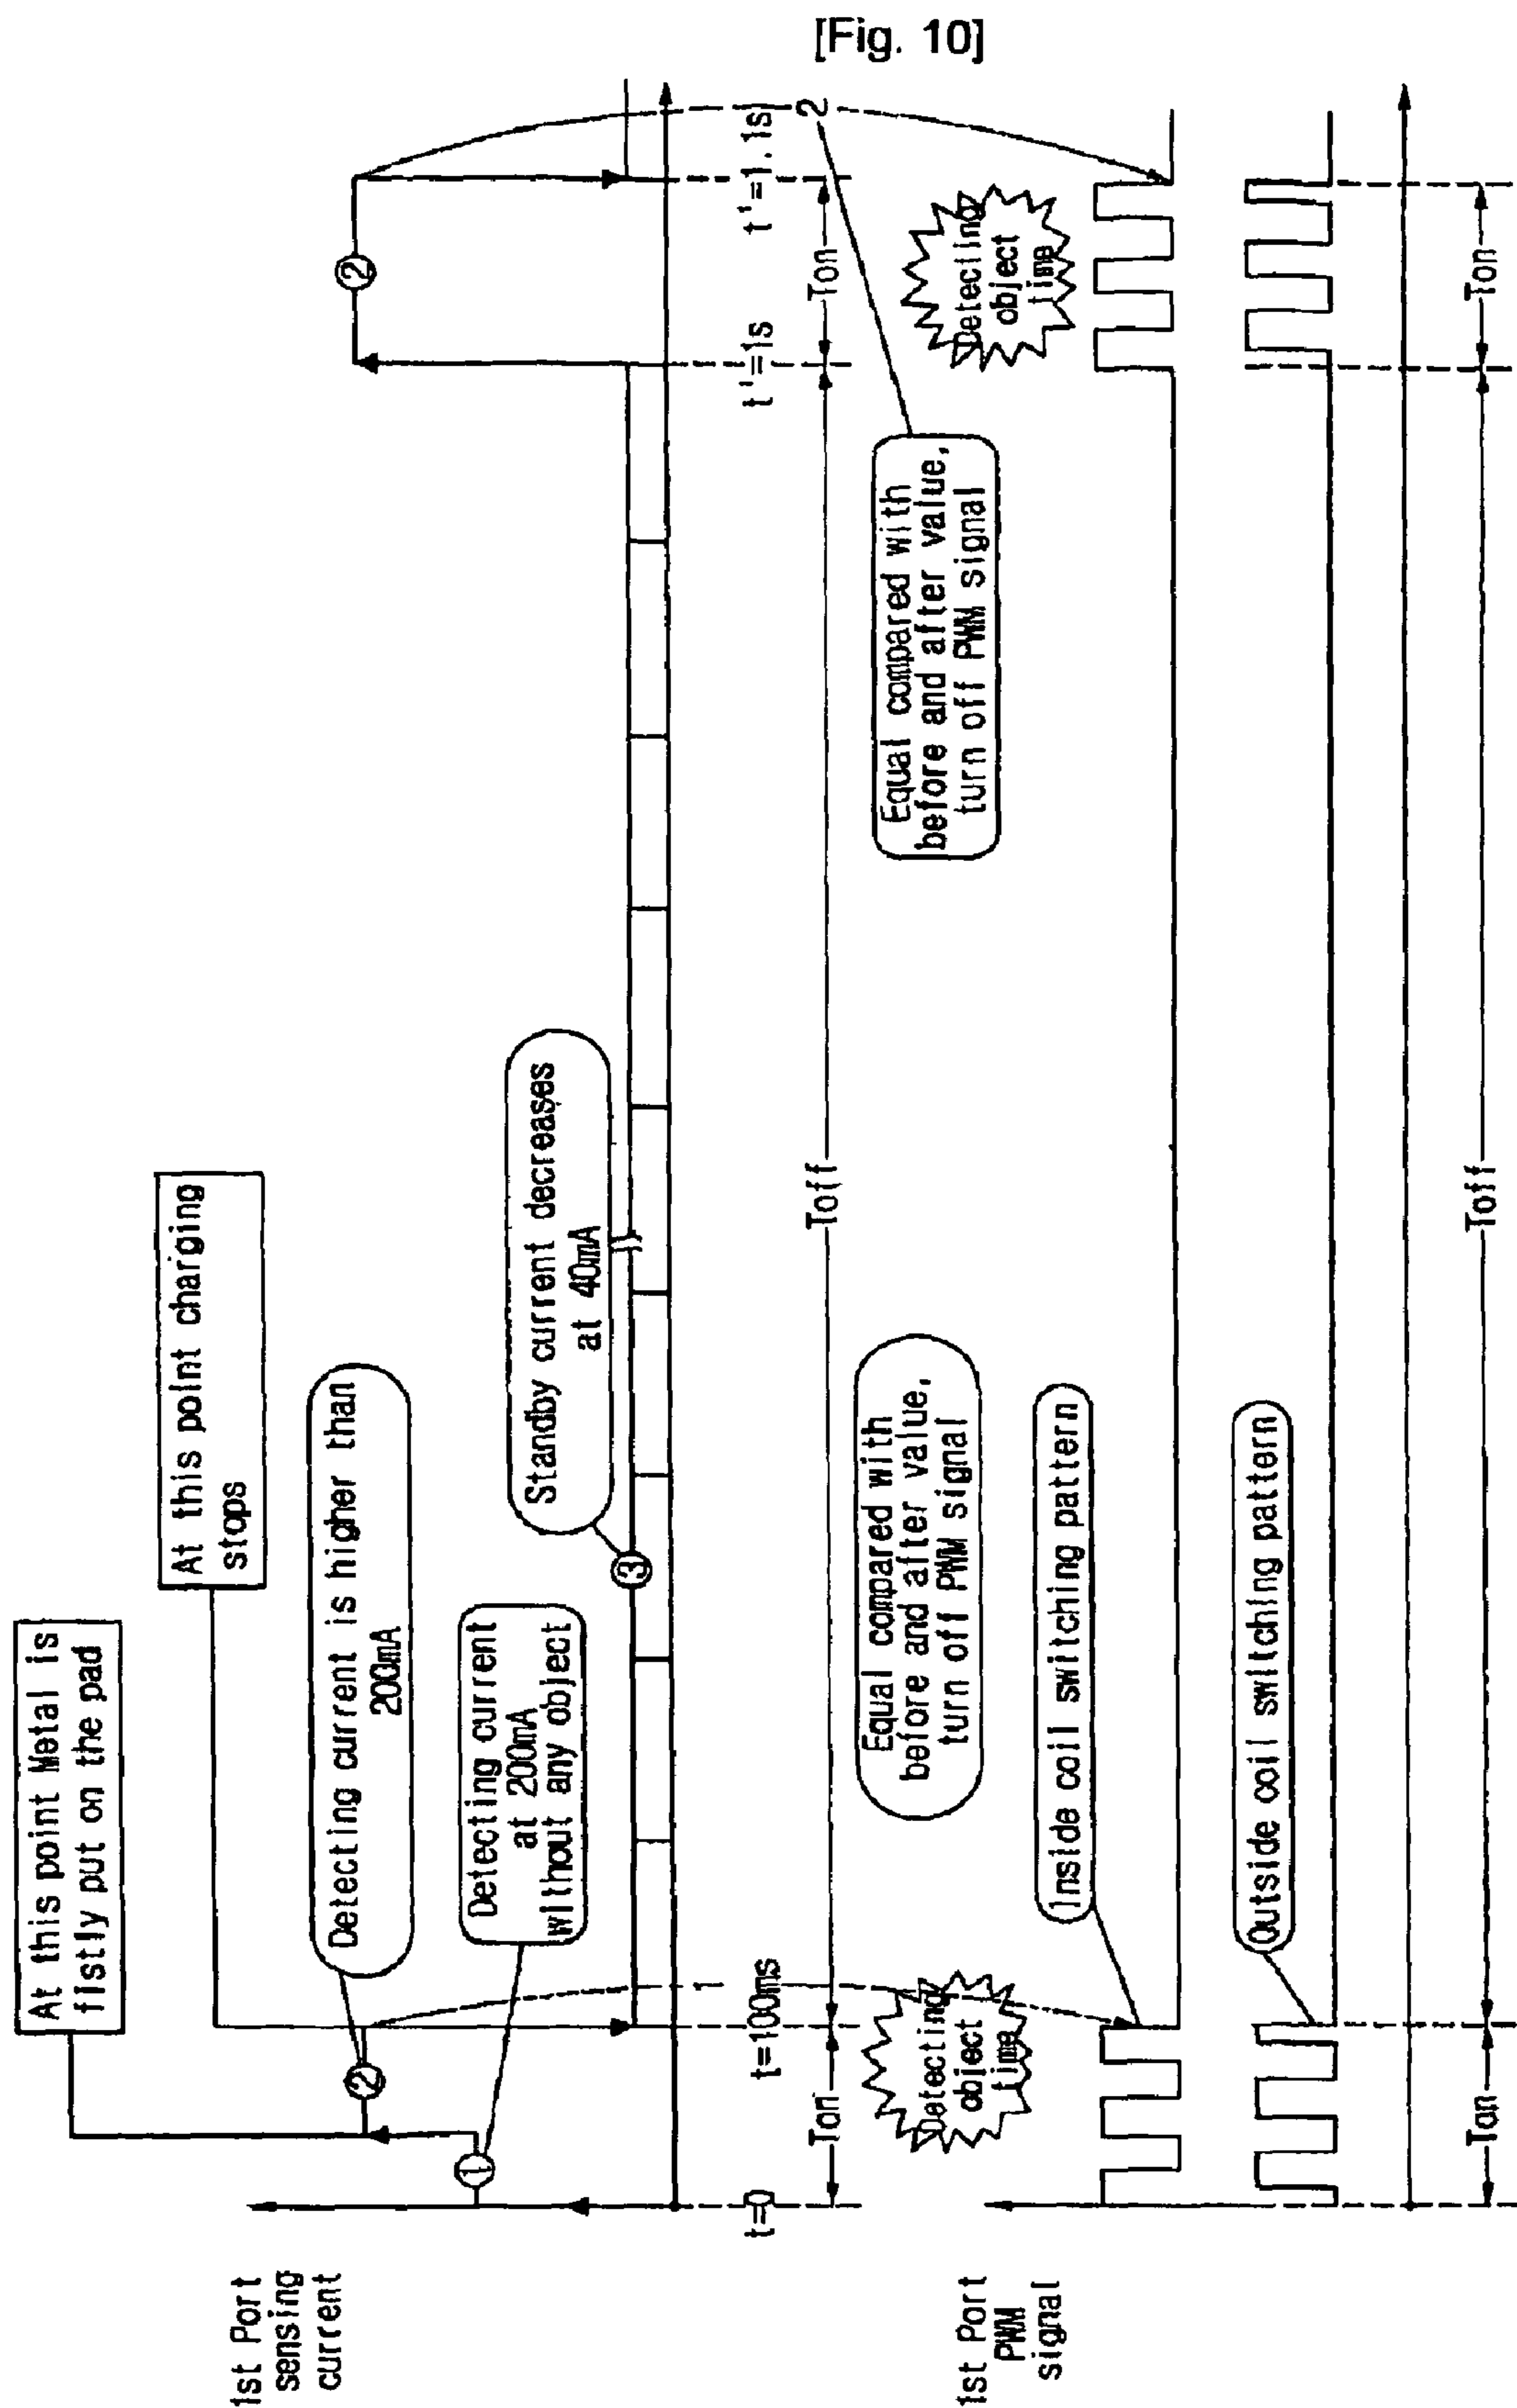 [Fig. 10]
At this point Metal is
fistly put on the pad
At this point charging
stops
Detecting current is higher than
200mA
Detecting current
at 200mA
without any object
Standby current decreases
at 40mA
1st Port
sensing
current
①
②
③
②
t=0
t=100ms
t'=1s
t'=1.1s
1
2
Ton
Toff
Ton
Equal compared with
before and after value,
turn off PWM signal
Equal compared with
before and after value,
turn off PWM signal
Detecting
object
time
Detecting
object
time
1st Port
PWM
signal
Inside coil switching pattern
Outside coil switching pattern
Ton
Toff
Ton